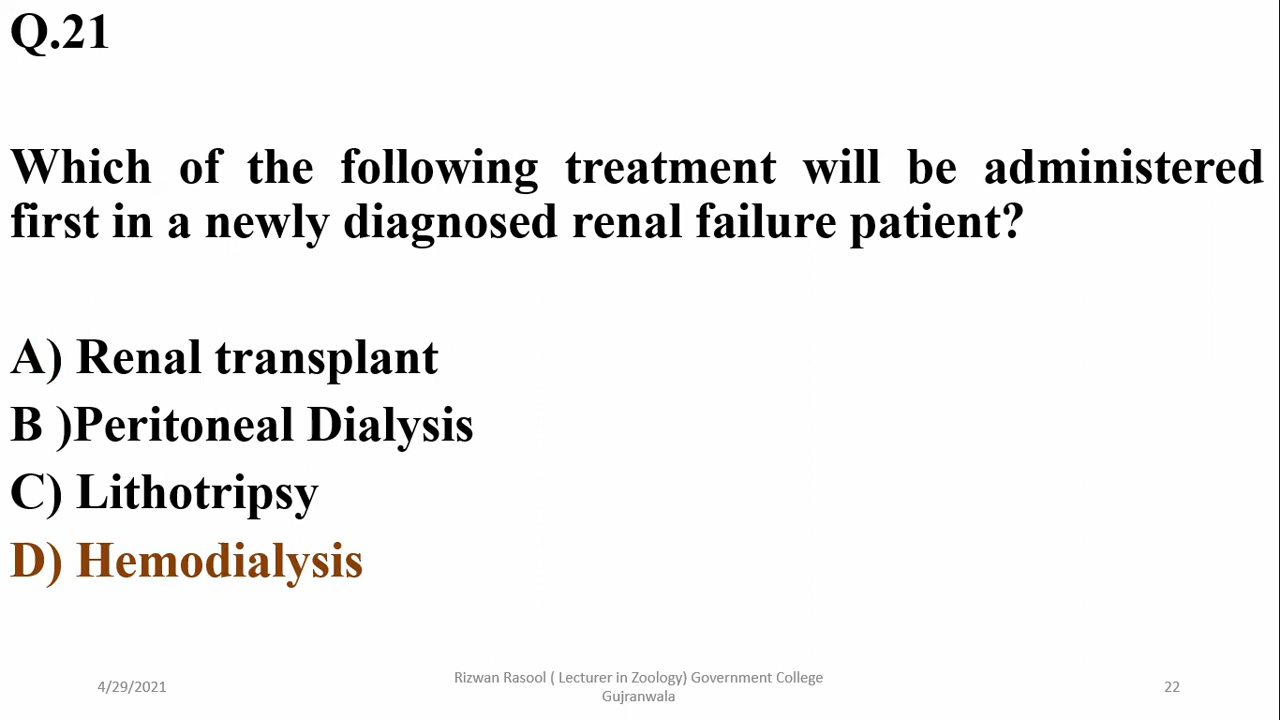 Q.21
Which of the following treatment will be administered
first in a newly diagnosed renal failure patient?
A) Renal transplant
B )Peritoneal Dialysis
C) Lithotripsy
D) Hemodialysis
4/29/2021
Rizwan Rasool ( Lecturer in Zoology) Government College
Gujranwala
22